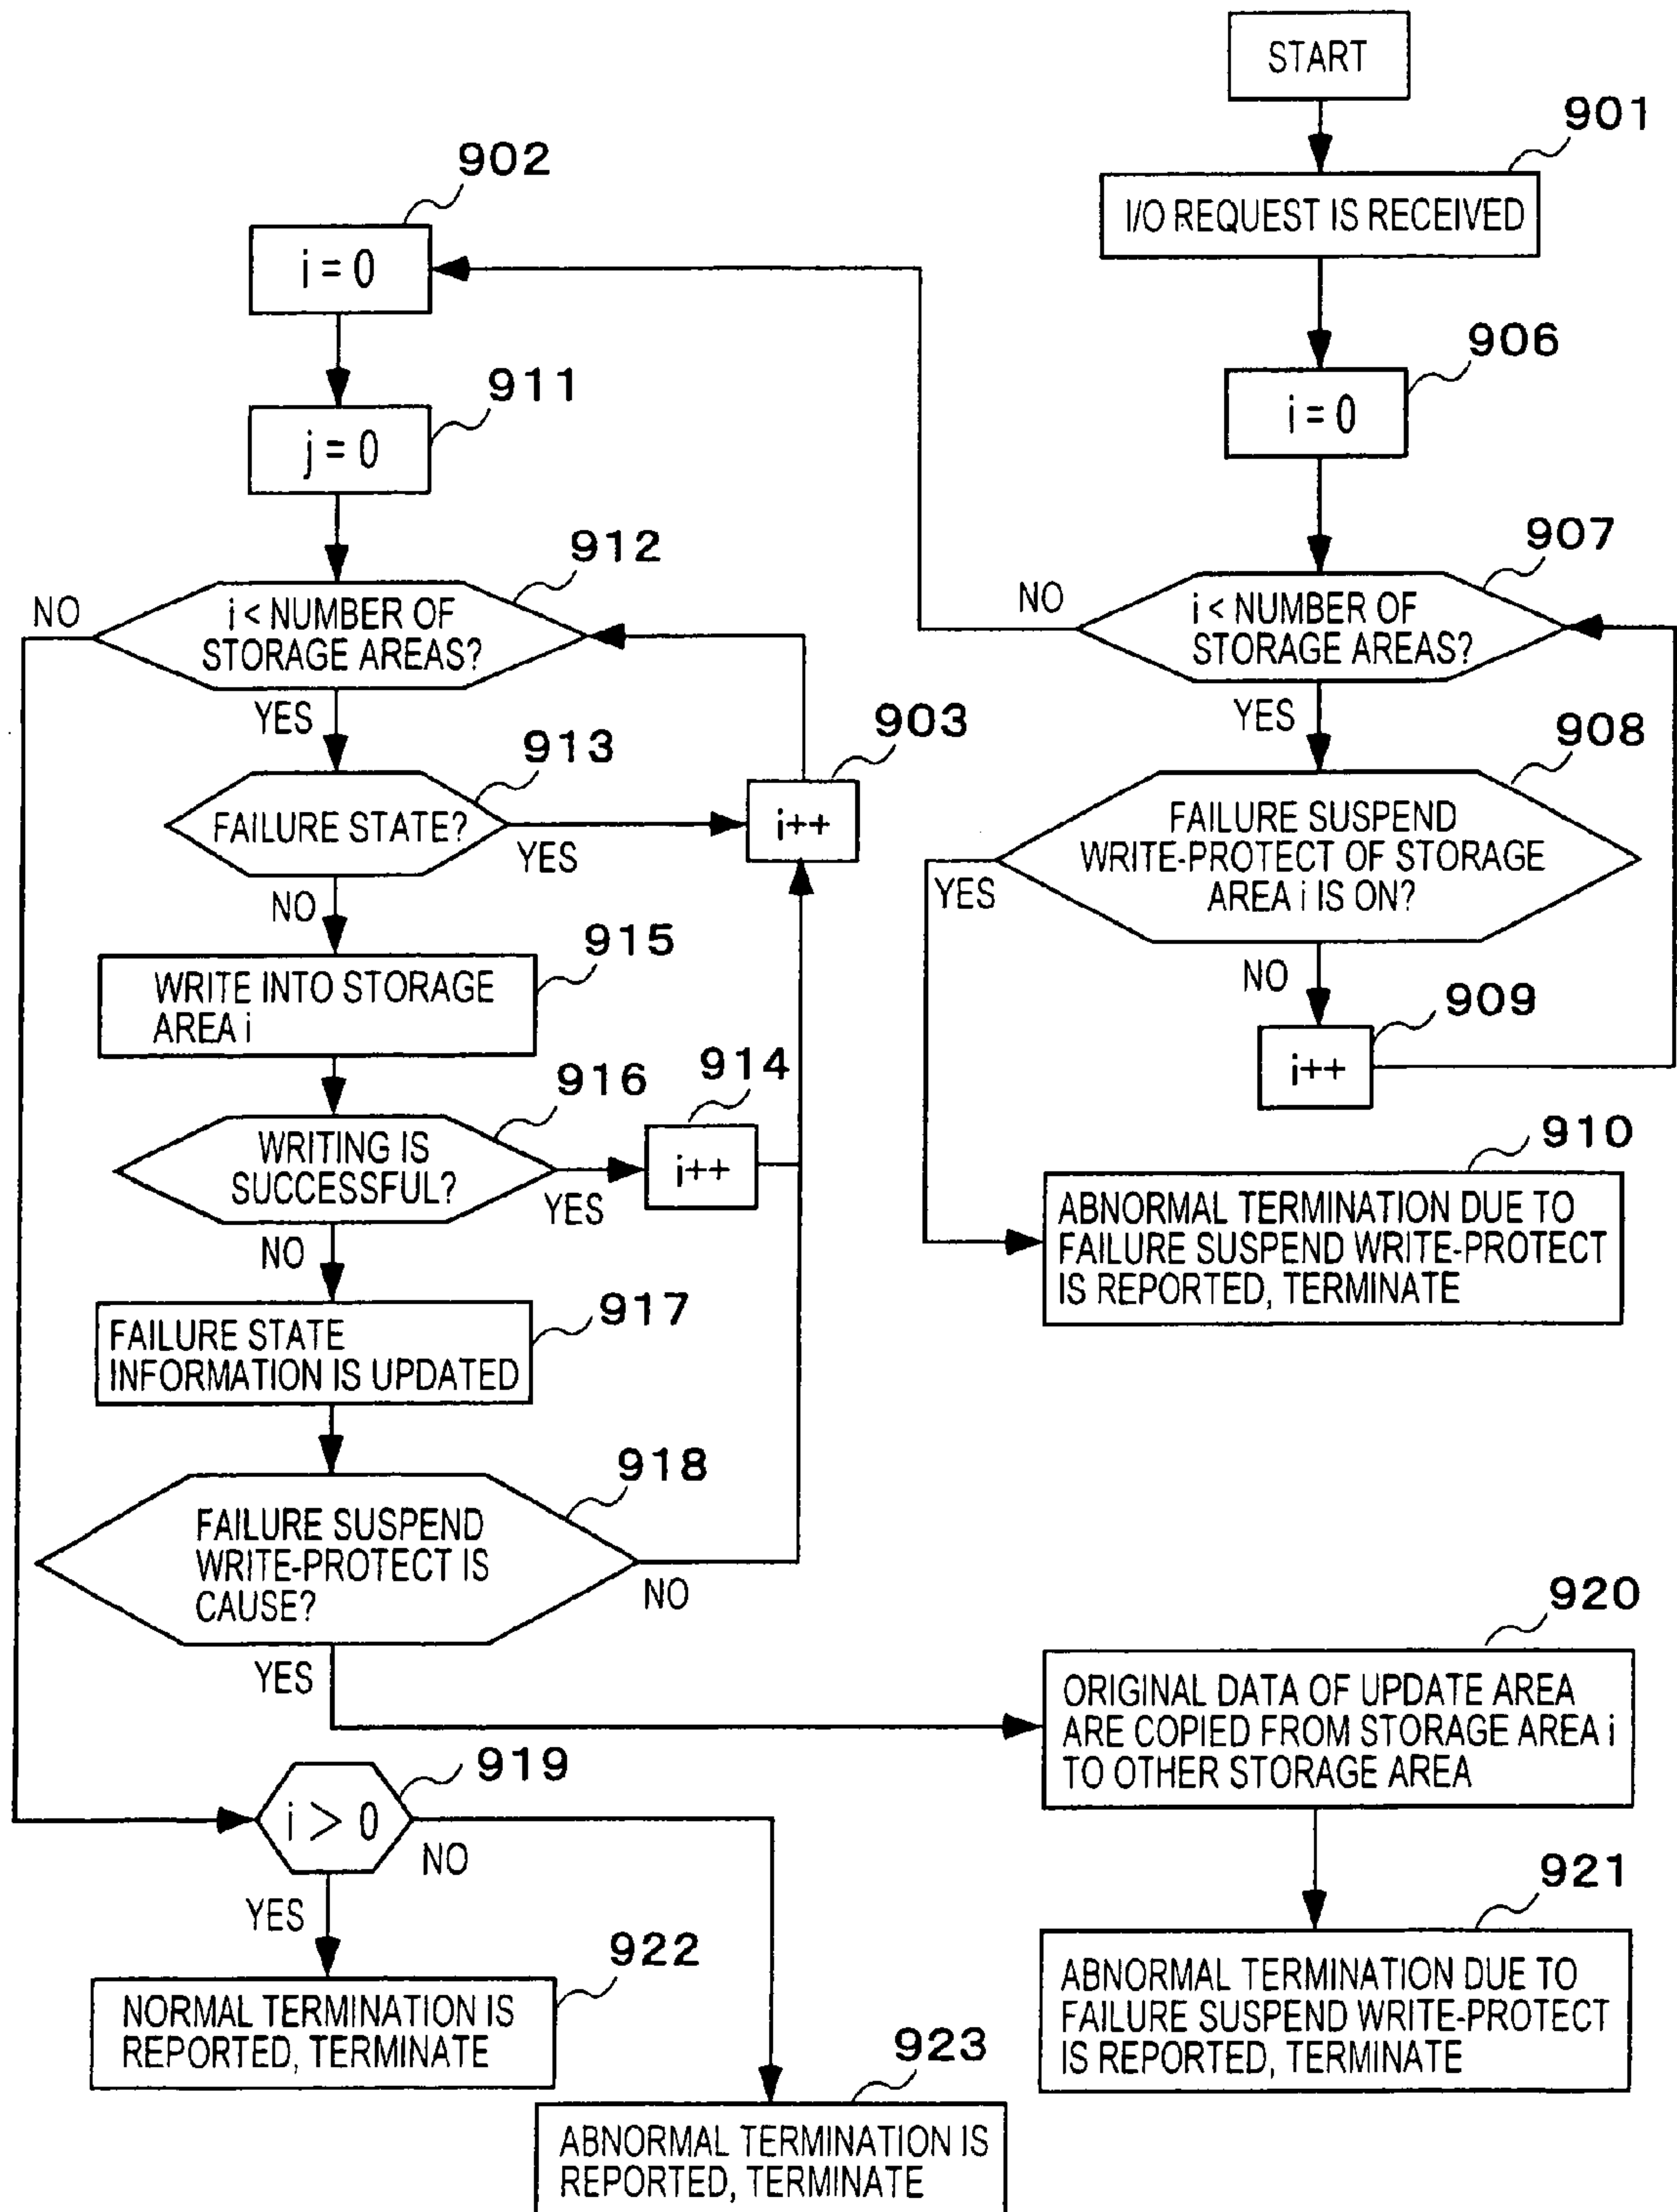 START
901
I/O REQUEST IS RECEIVED
906
i = 0
907
i < NUMBER OF
STORAGE AREAS?
NO
YES
908
FAILURE SUSPEND
WRITE-PROTECT OF STORAGE
AREA i IS ON?
YES
NO
909
i++
910
ABNORMAL TERMINATION DUE TO
FAILURE SUSPEND WRITE-PROTECT
IS REPORTED, TERMINATE
902
i = 0
911
j = 0
912
i < NUMBER OF
STORAGE AREAS?
NO
YES
903
i++
913
FAILURE STATE?
YES
NO
915
WRITE INTO STORAGE
AREA i
916
WRITING IS
SUCCESSFUL?
YES
914
i++
NO
917
FAILURE STATE
INFORMATION IS UPDATED
918
FAILURE SUSPEND
WRITE-PROTECT IS
CAUSE?
NO
YES
920
ORIGINAL DATA OF UPDATE AREA
ARE COPIED FROM STORAGE AREA i
TO OTHER STORAGE AREA
921
ABNORMAL TERMINATION DUE TO
FAILURE SUSPEND WRITE-PROTECT
IS REPORTED, TERMINATE
919
i > 0
NO
YES
922
NORMAL TERMINATION IS
REPORTED, TERMINATE
923
ABNORMAL TERMINATION IS
REPORTED, TERMINATE